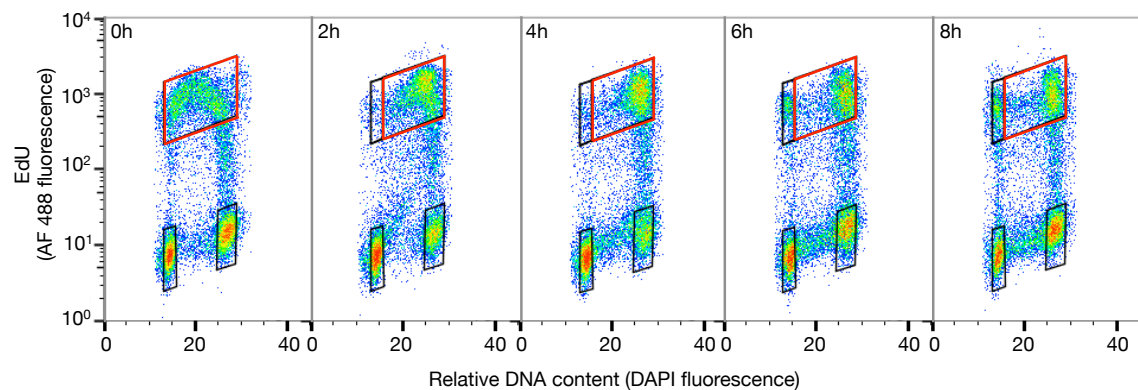 0h 2h 4h 6h 8h
10⁴
10³
10²
10¹
10⁰
EdU
(AF 488 fluorescence)
0 20 40 0 20 40 0 20 40 0 20 40 0 20 40
Relative DNA content (DAPI fluorescence)